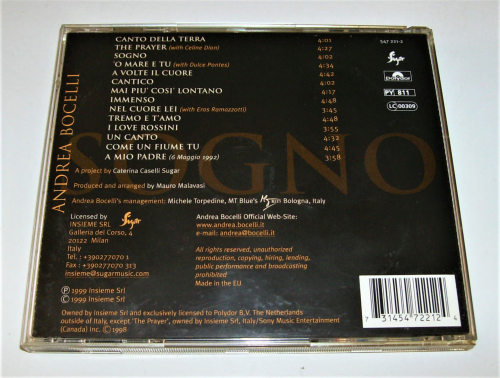 CANTO DELLA TERRA 4:01
THE PRAYER (with Celine Dion) 4:27
SOGNO 4:02
'O MARE E TU (with Dulce Pontes) 4:34
A VOLTE IL CUORE 4:42
CANTICO 4:02
MAI PIU' COSI' LONTANO 4:17
IMMENSO 4:48
NEL CUORE LEI (with Eros Ramazzotti) 4:45
TREMO E T'AMO 4:48
I LOVE ROSSINI 3:55
UN CANTO 4:32
COME UN FIUME TU 4:45
A MIO PADRE (6 Maggio 1992) 3:58
547 221-2
Sugar
Polydor
PY: 811
LC 00309
ANDREA BOCELLI
SOGNO
A project by Caterina Caselli Sugar
Produced and arranged by Mauro Malavasi
Andrea Bocelli's management: Michele Torpedine, MT Blue's Bologna, Italy
Licensed by
INSIEME SRL
Galleria del Corso, 4
20122 Milan
Italy
Tel. : +390277070 1
Fax : +390277070 313
insieme@sugarmusic.com
Sugar
Andrea Bocelli Official Web-Site:
www.andrea.bocelli.it
e-mail: andrea@bocelli.it
All rights reserved, unauthorized
reproduction, copying, hiring, lending,
public performance and broadcasting
prohibited
Made in the EU
℗ 1999 Insieme Srl
© 1999 Insieme Srl
Owned by Insieme Srl and exclusively licensed to Polydor B.V. The Netherlands
outside of Italy, except 'The Prayer', owned by Insieme Srl, Italy/Sony Music Entertainment
(Canada) Inc. © 1998
7 31454 72212 4